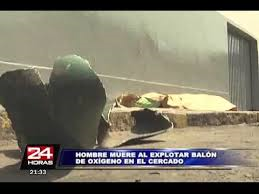 24
HORAS
21:33
HOMBRE MUERE AL EXPLOTAR BALÓN
DE OXÍGENO EN EL CERCADO